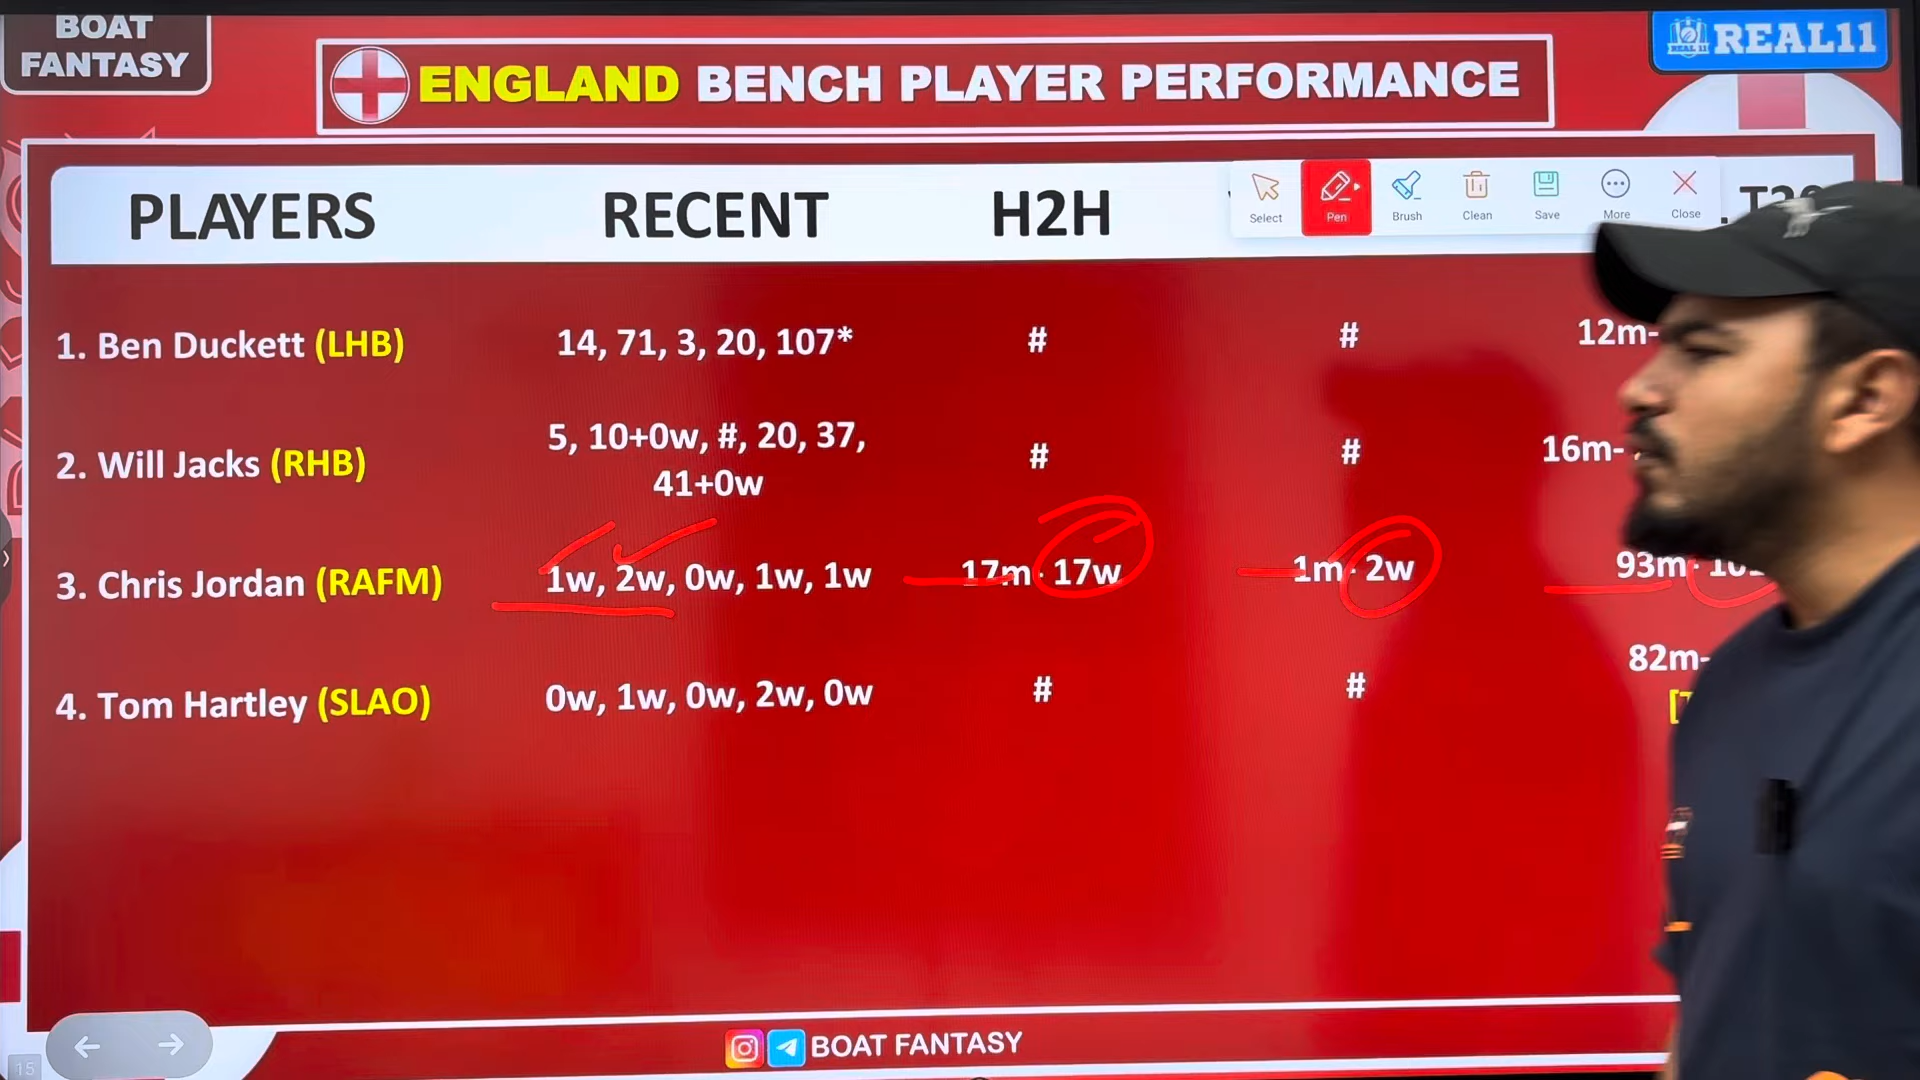 BOAT
FANTASY
REAL 11
REAL11
ENGLAND BENCH PLAYER PERFORMANCE
PLAYERS RECENT H2H
Select Pen Brush Clean Save More Close
1. Ben Duckett (LHB) 14, 71, 3, 20, 107* # # 12m-
2. Will Jacks (RHB) 5, 10+0w, #, 20, 37, # # 16m-
41+0w
3. Chris Jordan (RAFM) 1w, 2w, 0w, 1w, 1w 17m- 17w 1m- 2w 93m-
4. Tom Hartley (SLAO) 0w, 1w, 0w, 2w, 0w # # 82m-
BOAT FANTASY
15